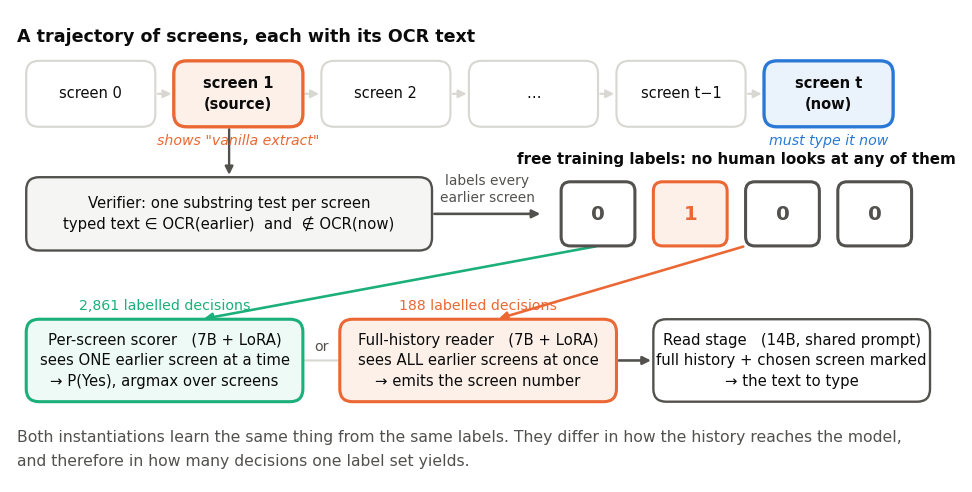 A trajectory of screens, each with its OCR text
screen 0
screen 1
(source)
screen 2
...
screen t−1
screen t
(now)
shows "vanilla extract"
must type it now
free training labels: no human looks at any of them
Verifier: one substring test per screen
typed text ∈ OCR(earlier) and ∉ OCR(now)
labels every
earlier screen
0
1
0
0
2,861 labelled decisions
188 labelled decisions
Per-screen scorer (7B + LoRA)
sees ONE earlier screen at a time
→ P(Yes), argmax over screens
or
Full-history reader (7B + LoRA)
sees ALL earlier screens at once
→ emits the screen number
Read stage (14B, shared prompt)
full history + chosen screen marked
→ the text to type
Both instantiations learn the same thing from the same labels. They differ in how the history reaches the model,
and therefore in how many decisions one label set yields.